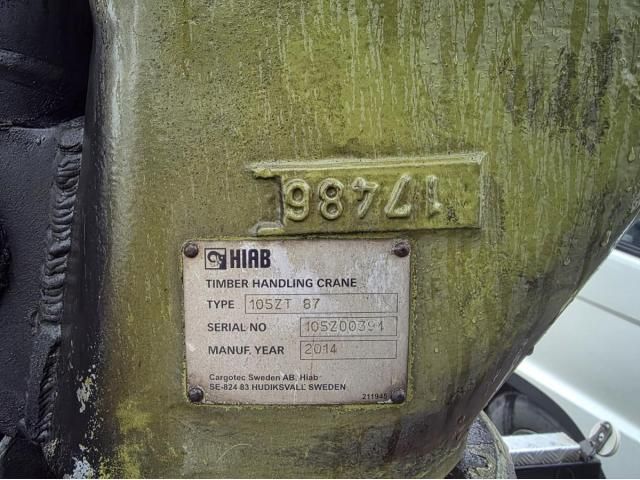 17486
HIAB
TIMBER HANDLING CRANE
TYPE 105ZT 87
SERIAL NO 105Z00391
MANUF. YEAR 2014
Cargotec Sweden AB, Hiab
SE-824 83 HUDIKSVALL SWEDEN
211945